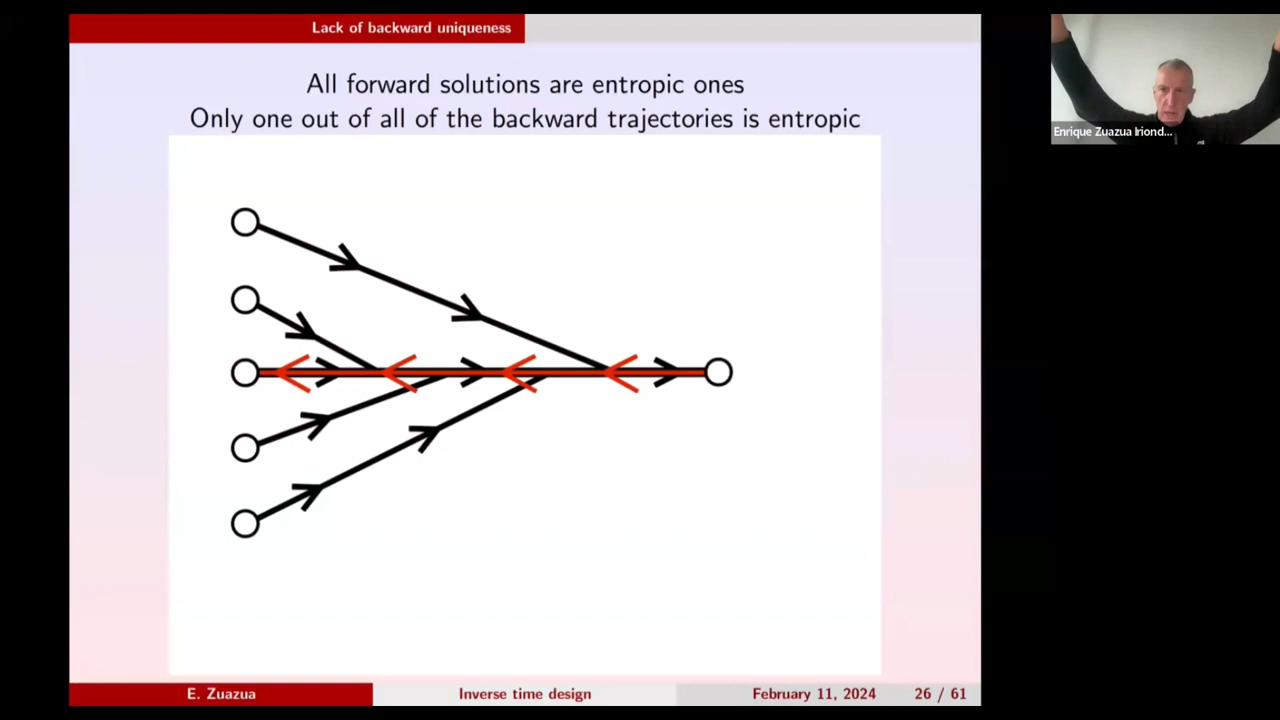 Lack of backward uniqueness
All forward solutions are entropic ones
Only one out of all of the backward trajectories is entropic
Enrique Zuazua Iriond...
E. Zuazua
Inverse time design
February 11, 2024
26 / 61